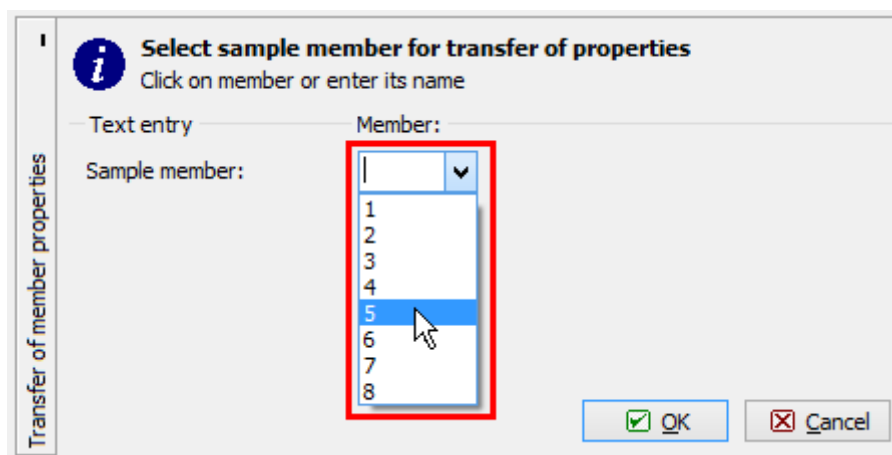 Select sample member for transfer of properties
Click on member or enter its name
Text entry Member:
Sample member:
1
2
3
4
5
6
7
8
OK Cancel
Transfer of member properties